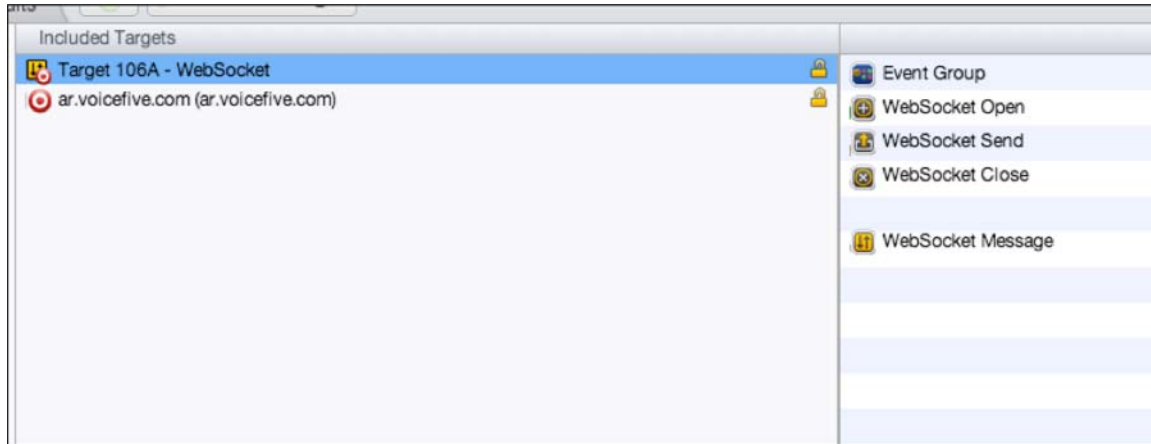 Included Targets
Target 106A - WebSocket
ar.voicefive.com (ar.voicefive.com)
Event Group
WebSocket Open
WebSocket Send
WebSocket Close
WebSocket Message